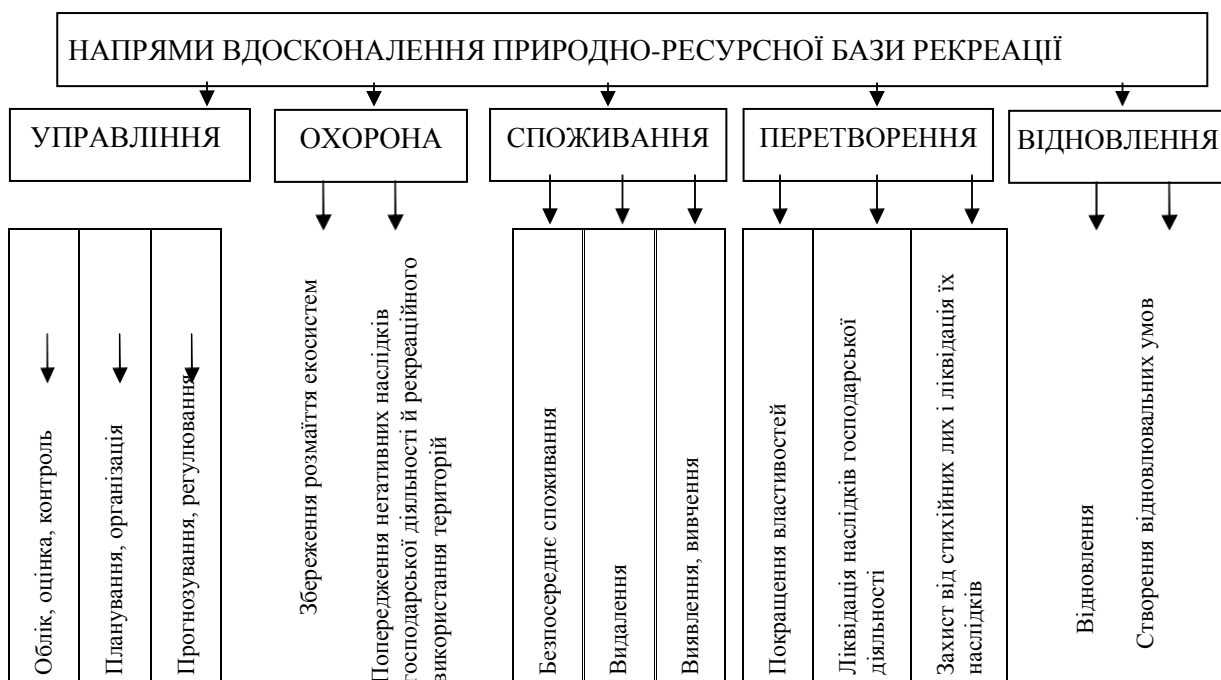 НАПРЯМИ ВДОСКОНАЛЕННЯ ПРИРОДНО-РЕСУРСНОЇ БАЗИ РЕКРЕАЦІЇ
УПРАВЛІННЯ
ОХОРОНА
СПОЖИВАННЯ
ПЕРЕТВОРЕННЯ
ВІДНОВЛЕННЯ
Облік, оцінка, контроль
Планування, організація
Прогнозування, регулювання
Збереження розмаїття екосистем
Попередження негативних наслідків
господарської діяльності й рекреаційного
використання територій
Безпосереднє споживання
Видалення
Виявлення, вивчення
Покращення властивостей
Ліквідація наслідків господарської
діяльності
Захист від стихійних лих і ліквідація їх
наслідків
Відновлення
Створення відновлювальних умов